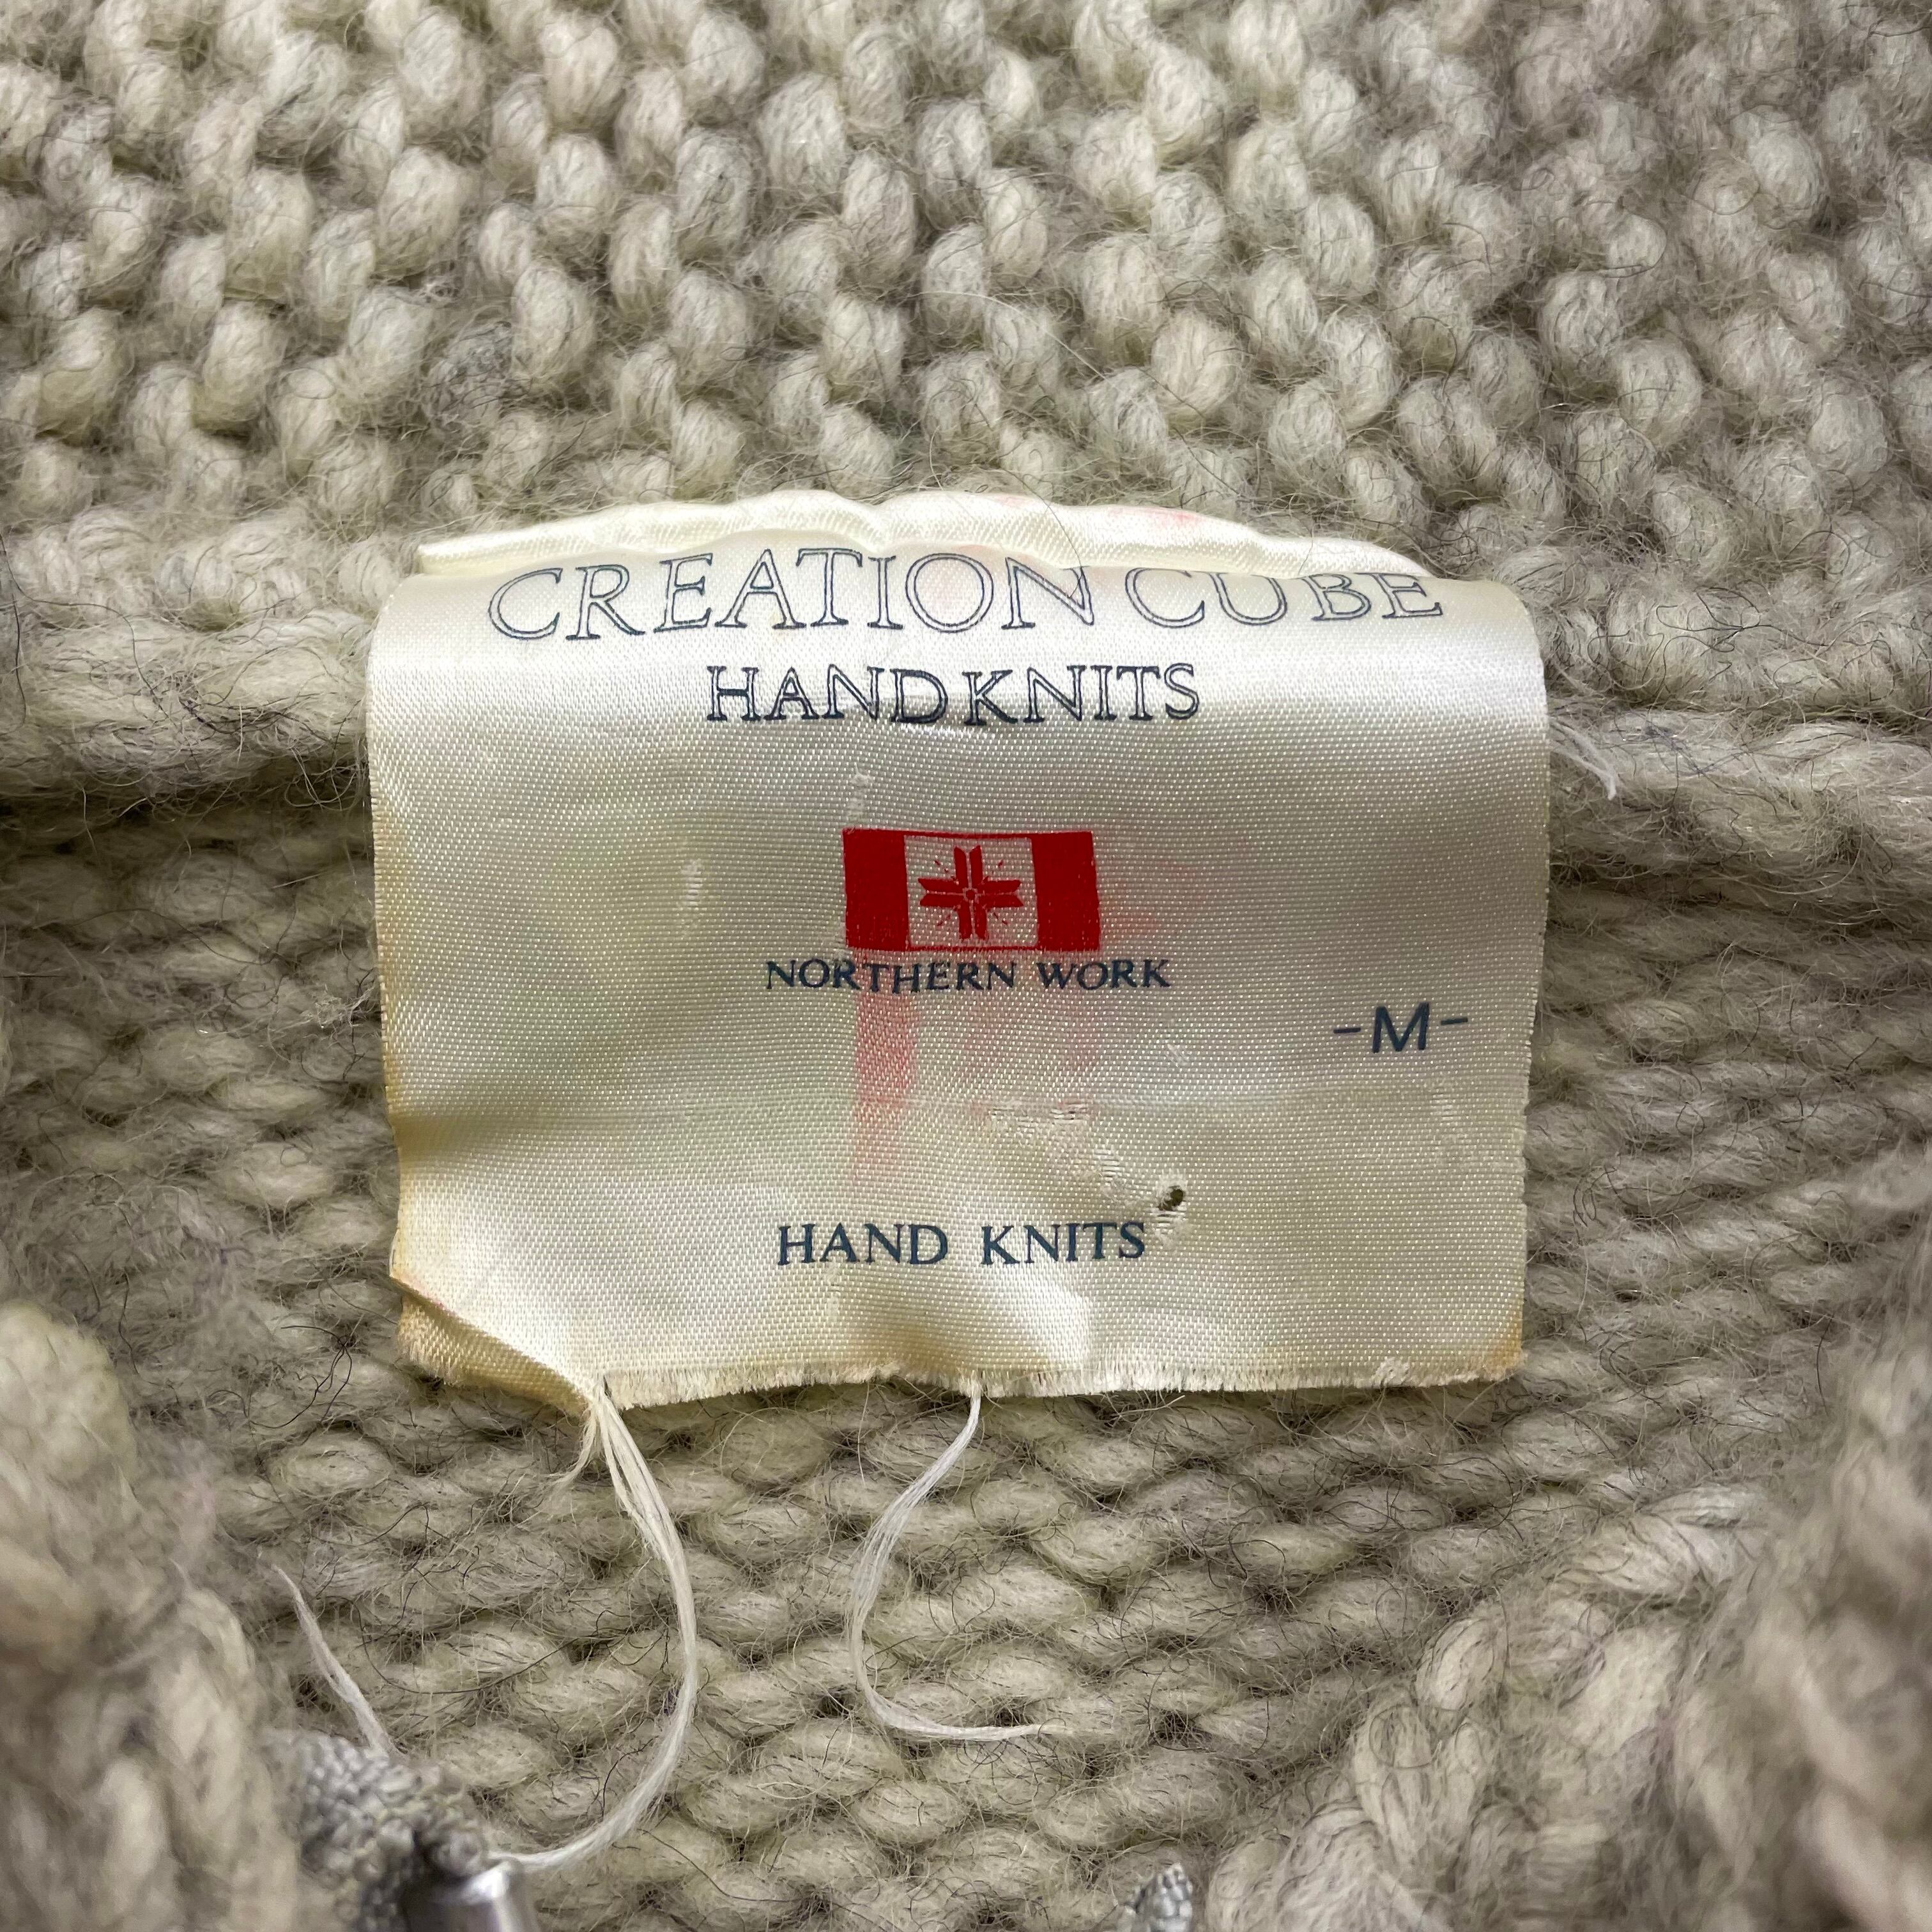 CREATION CUBE
HAND KNITS
NORTHERN WORK
-M-
HAND KNITS